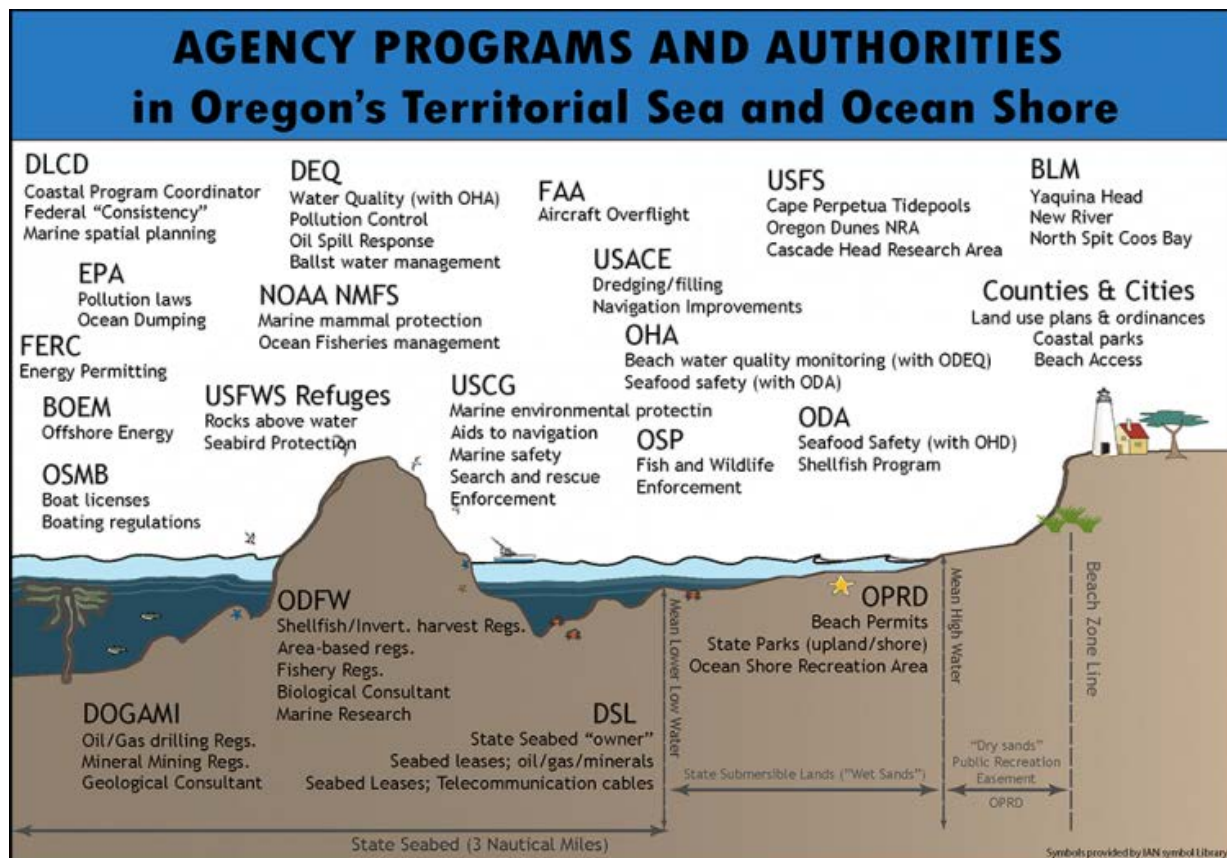 AGENCY PROGRAMS AND AUTHORITIES
in Oregon's Territorial Sea and Ocean Shore
DLCD
Coastal Program Coordinator
Federal "Consistency"
Marine spatial planning
DEQ
Water Quality (with OHA)
Pollution Control
Oil Spill Response
Ballst water management
FAA
Aircraft Overflight
USFS
Cape Perpetua Tidepools
Oregon Dunes NRA
Cascade Head Research Area
BLM
Yaquina Head
New River
North Spit Coos Bay
EPA
Pollution laws
Ocean Dumping
NOAA NMFS
Marine mammal protection
Ocean Fisheries management
USACE
Dredging/filling
Navigation Improvements
Counties & Cities
Land use plans & ordinances
Coastal parks
Beach Access
FERC
Energy Permitting
OHA
Beach water quality monitoring (with ODEQ)
Seafood safety (with ODA)
BOEM
Offshore Energy
USFWS Refuges
Rocks above water
Seabird Protection
USCG
Marine environmental protectin
Aids to navigation
Marine safety
Search and rescue
Enforcement
OSP
Fish and Wildlife
Enforcement
ODA
Seafood Safety (with OHD)
Shellfish Program
OSMB
Boat licenses
Boating regulations
ODFW
Shellfish/Invert. harvest Regs.
Area-based regs.
Fishery Regs.
Biological Consultant
Marine Research
OPRD
Beach Permits
State Parks (upland/shore)
Ocean Shore Recreation Area
Mean Lower Low Water
Mean High Water
Beach Zone Line
DOGAMI
Oil/Gas drilling Regs.
Mineral Mining Regs.
Geological Consultant
DSL
State Seabed "owner"
Seabed leases; oil/gas/minerals
Seabed Leases; Telecommunication cables
State Submersible Lands ("Wet Sands")
"Dry sands"
Public Recreation
Easement
OPRD
State Seabed (3 Nautical Miles)
Symbols provided by IAN symbol Library